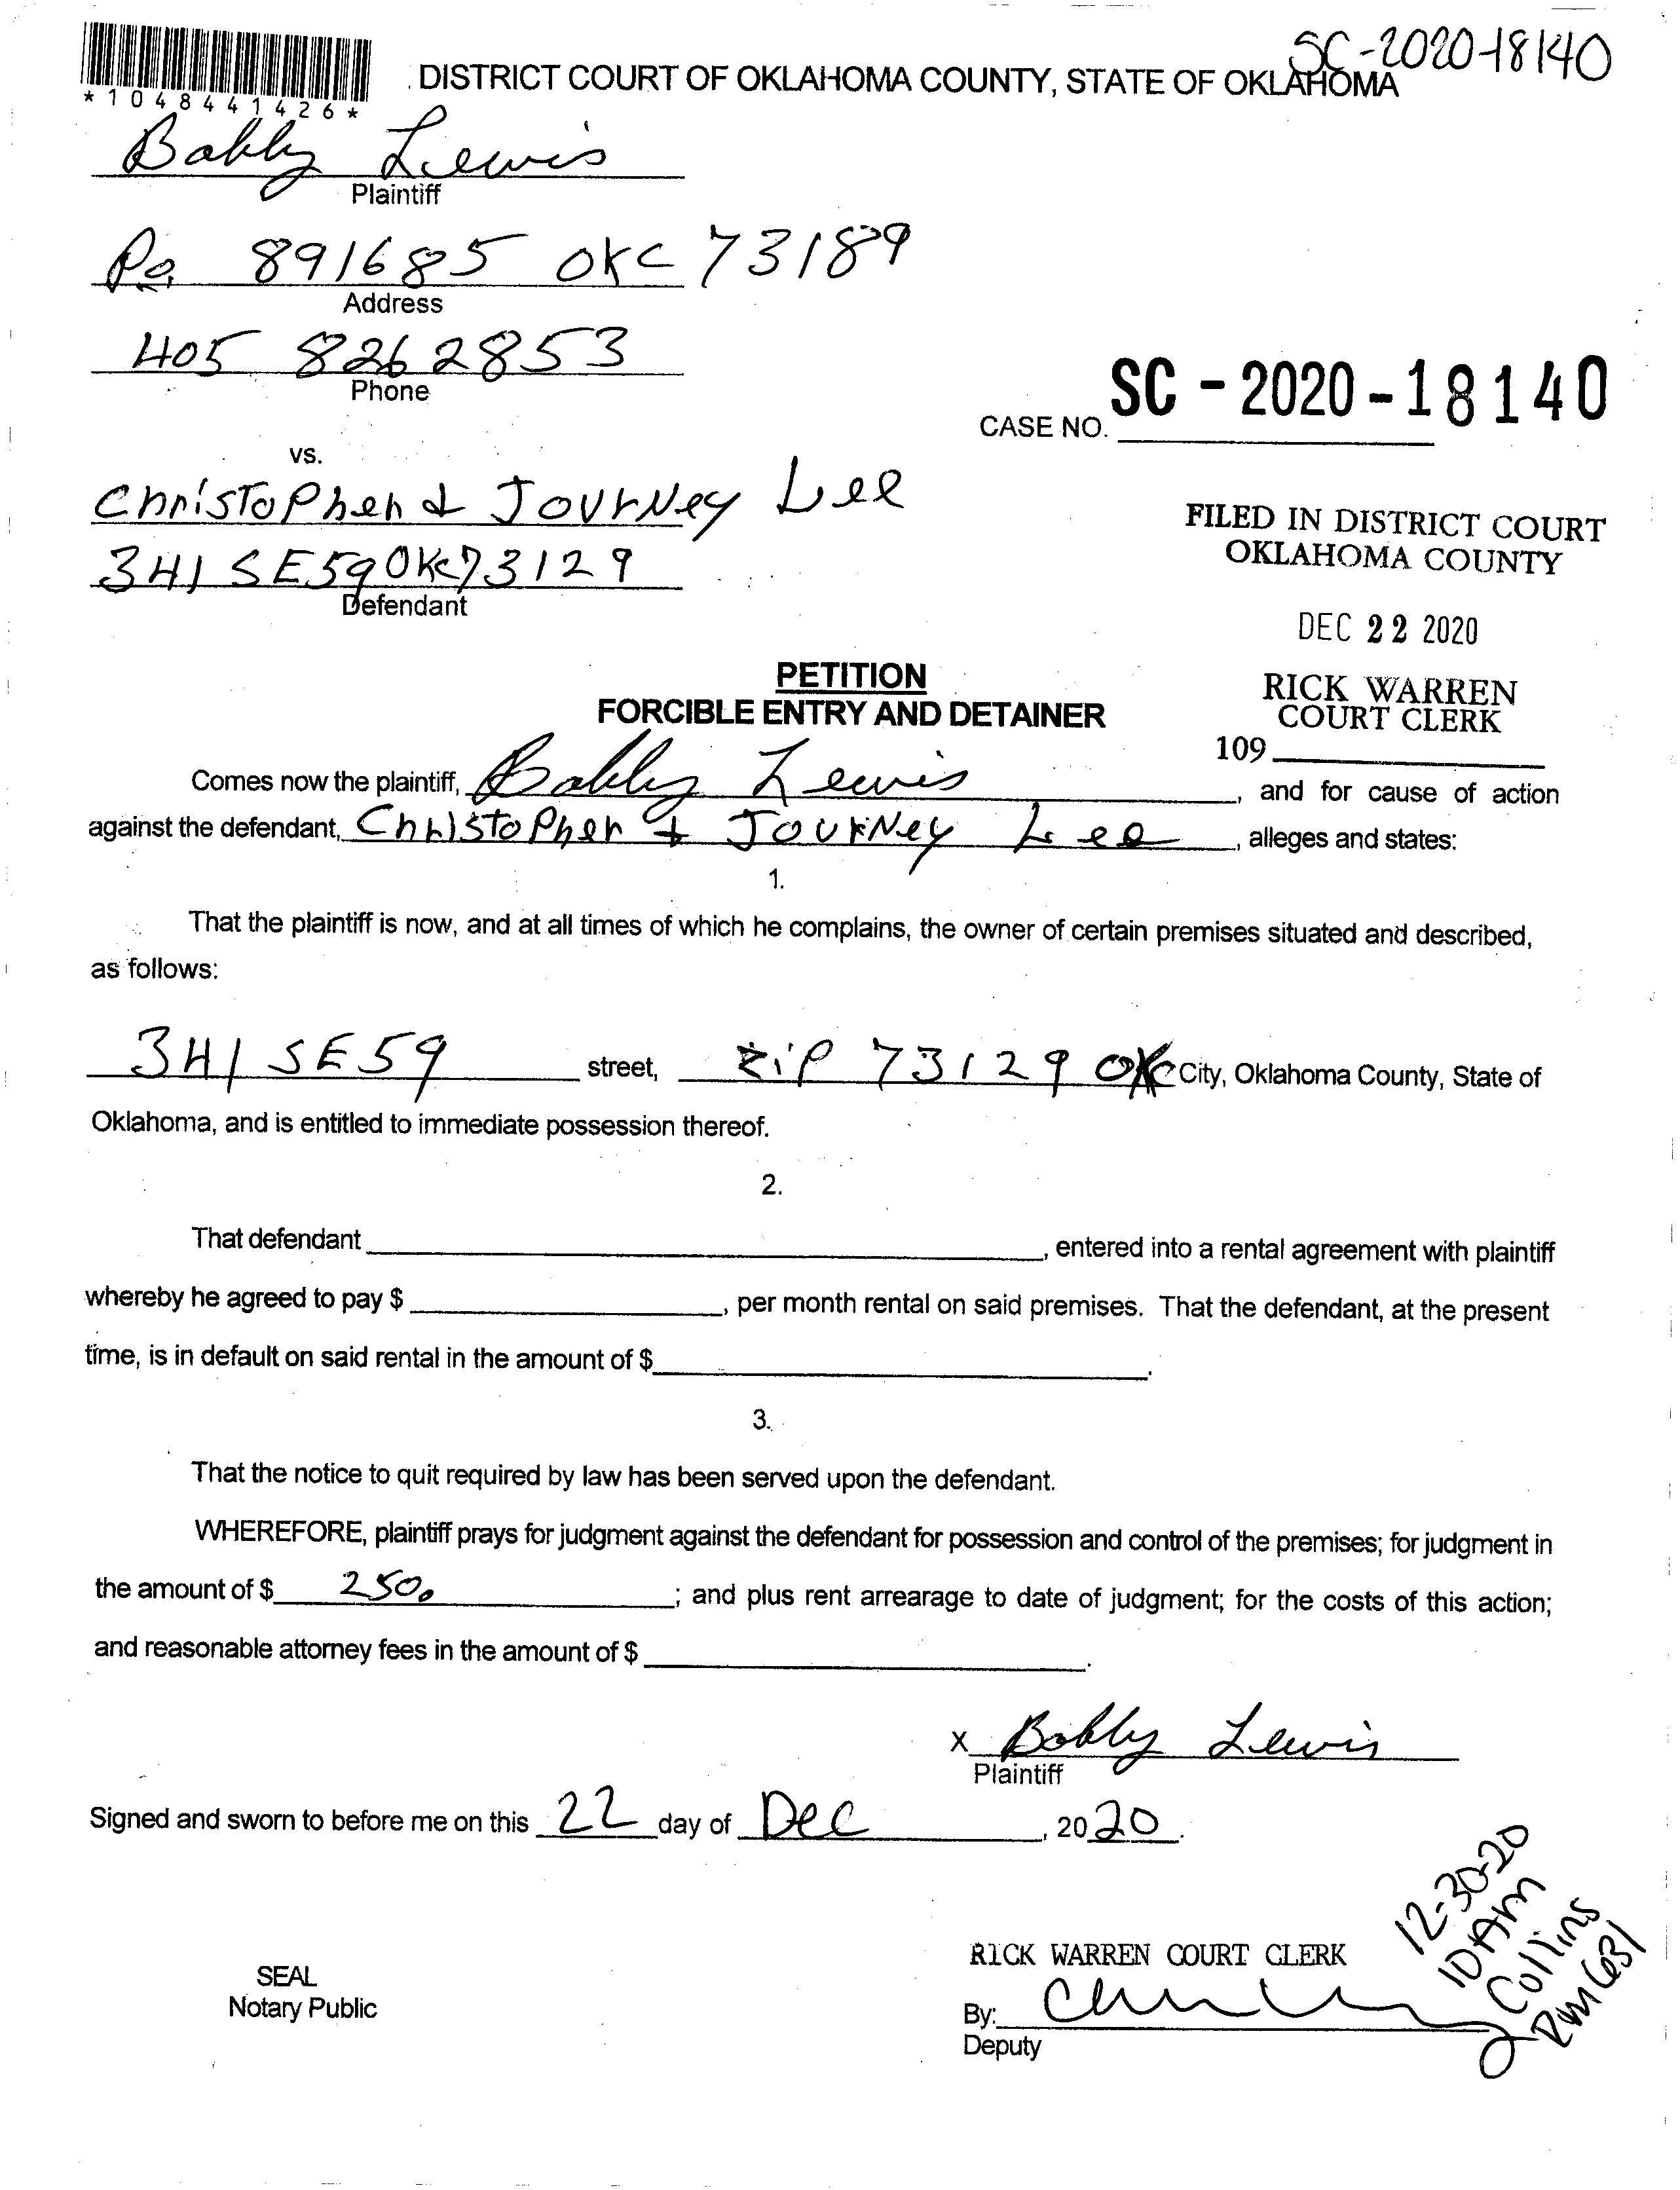 SC-2020-18140
DISTRICT COURT OF OKLAHOMA COUNTY, STATE OF OKLAHOMA
*1048441426*
Bobby Lewis
Plaintiff
Po 891685 OKC 73189
Address
405 8262853
Phone
CASE NO. SC-2020-18140
vs.
Christopher & Journey Lee
341 SE59 OKC 73129
Defendant
FILED IN DISTRICT COURT
OKLAHOMA COUNTY
DEC 22 2020
RICK WARREN
COURT CLERK
109
PETITION
FORCIBLE ENTRY AND DETAINER
Comes now the plaintiff, Bobby Lewis, and for cause of action
against the defendant, Christopher + Journey Lee, alleges and states:
1.
That the plaintiff is now, and at all times of which he complains, the owner of certain premises situated and described,
as follows:
341 SE 59 street, Zip 73129 OKC City, Oklahoma County, State of
Oklahoma, and is entitled to immediate possession thereof.
2.
That defendant , entered into a rental agreement with plaintiff
whereby he agreed to pay $ , per month rental on said premises. That the defendant, at the present
time, is in default on said rental in the amount of $ .
3.
That the notice to quit required by law has been served upon the defendant.
WHEREFORE, plaintiff prays for judgment against the defendant for possession and control of the premises; for judgment in
the amount of $ 250. ; and plus rent arrearage to date of judgment; for the costs of this action;
and reasonable attorney fees in the amount of $ .
X Bobby Lewis
Plaintiff
Signed and sworn to before me on this 22 day of Dec, 2020.
12-30-20
10 AM
Collins
Rm 631
RICK WARREN COURT CLERK
SEAL
Notary Public
By:
Deputy